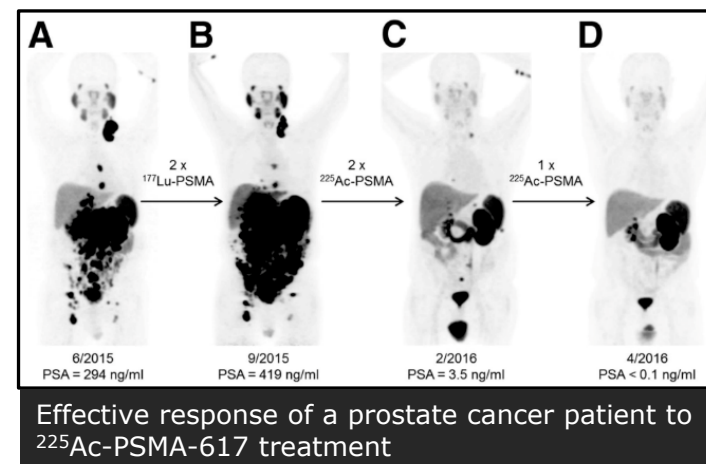 A B C D
2 x
¹⁷⁷Lu-PSMA
2 x
²²⁵Ac-PSMA
1 x
²²⁵Ac-PSMA
6/2015
PSA = 294 ng/ml
9/2015
PSA = 419 ng/ml
2/2016
PSA = 3.5 ng/ml
4/2016
PSA < 0.1 ng/ml
Effective response of a prostate cancer patient to
²²⁵Ac-PSMA-617 treatment